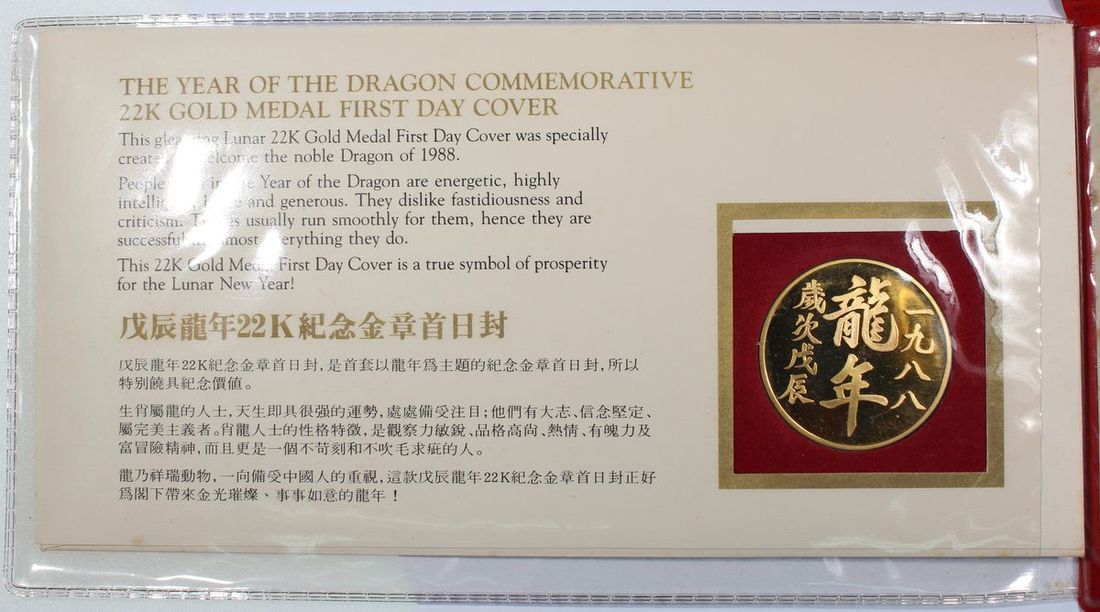 THE YEAR OF THE DRAGON COMMEMORATIVE
22K GOLD MEDAL FIRST DAY COVER
This gleaming Lunar 22K Gold Medal First Day Cover was specially
created welcome the noble Dragon of 1988.
People in the Year of the Dragon are energetic, highly
intelligent, and generous. They dislike fastidiousness and
criticism. Things usually run smoothly for them, hence they are
successful almost everything they do.
This 22K Gold Medal First Day Cover is a true symbol of prosperity
for the Lunar New Year!
戊辰龍年22K紀念金章首日封
戊辰龍年22K紀念金章首日封，是首套以龍年爲主題的紀念金章首日封，所以
特別饒具紀念價值。
生肖屬龍的人士，天生即具很强的運勢，處處備受注目；他們有大志、信念堅定、
屬完美主義者。肖龍人士的性格特徵，是觀察力敏銳、品格高尚、熱情、有魄力及
富冒險精神，而且更是一個不苛刻和不吹毛求疵的人。
龍乃祥瑞動物，一向備受中國人的重視，這款戊辰龍年22K紀念金章首日封正好
爲閣下帶來金光璀燦、事事如意的龍年！
一九八八
龍年
歲次戊辰